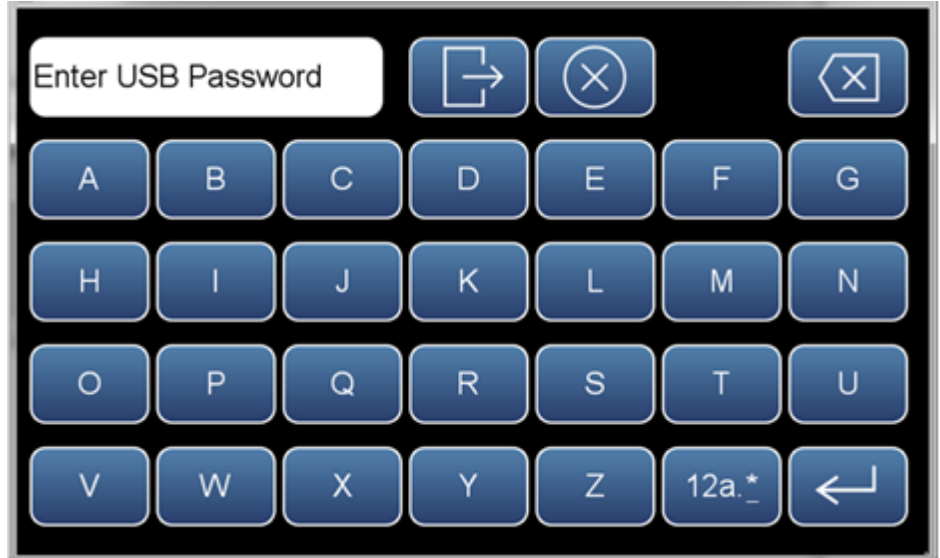 Enter USB Password
A B C D E F G
H I J K L M N
O P Q R S T U
V W X Y Z 12a.*_